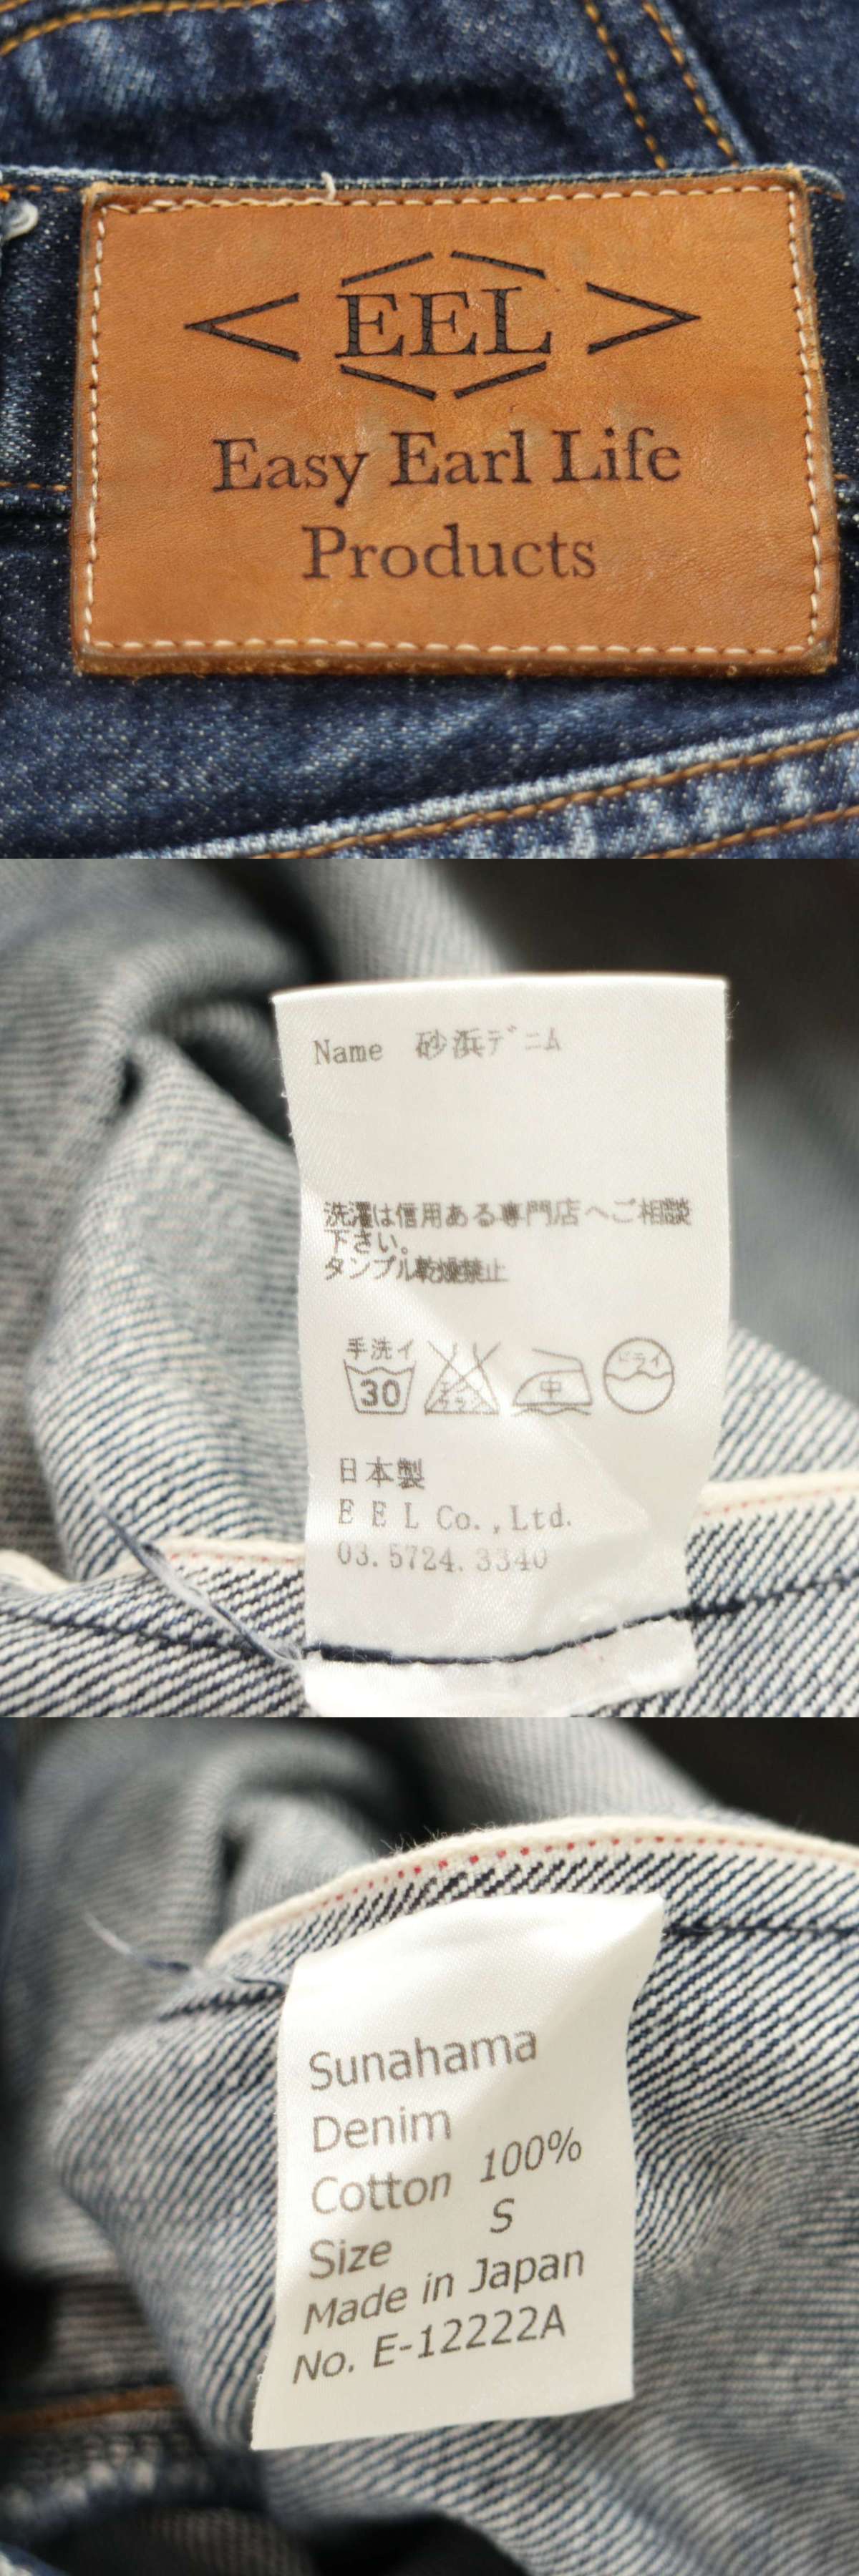 EEL
Easy Earl Life
Products
Name 砂浜デニム
洗濯は信用ある専門店へご相談
下さい。
タンブル乾燥禁止
手洗イ
30
中
ドライ
日本製
EEL Co.,Ltd.
03.5724.3340
Sunahama
Denim
Cotton 100%
Size S
Made in Japan
No. E-12222A